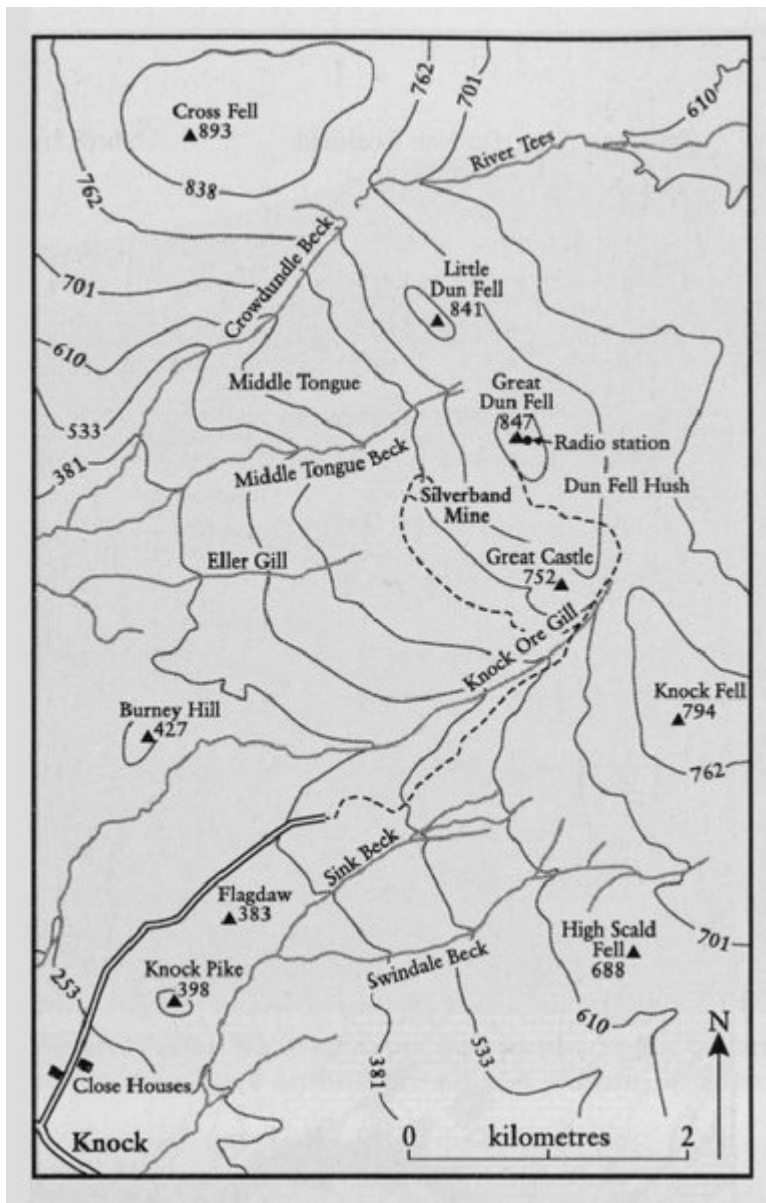 762
701
610
Cross Fell
893
River Tees
762
838
Crowdundle Beck
Little
Dun Fell
841
701
610
Middle Tongue
Great
Dun Fell
847
Radio station
533
381
Middle Tongue Beck
Silverband
Mine
Dun Fell Hush
Eller Gill
Great Castle
752
Knock Ore Gill
Knock Fell
794
Burney Hill
427
762
Sink Beck
Flagdaw
383
High Scald
Fell
688
701
Swindale Beck
Knock Pike
398
253
610
N
533
381
Close Houses
Knock
0 kilometres 2